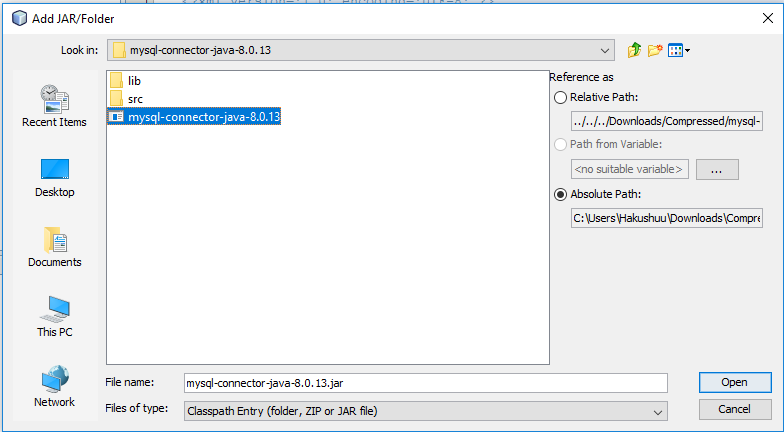 Add JAR/Folder
Look in:
mysql-connector-java-8.0.13
Recent Items
Desktop
Documents
This PC
Network
lib
src
mysql-connector-java-8.0.13
Reference as
Relative Path:
../../../Downloads/Compressed/mysql-
Path from Variable:
<no suitable variable>
...
Absolute Path:
C:\Users\Hakushuu\Downloads\Compre
File name:
mysql-connector-java-8.0.13.jar
Open
Files of type:
Classpath Entry (folder, ZIP or JAR file)
Cancel